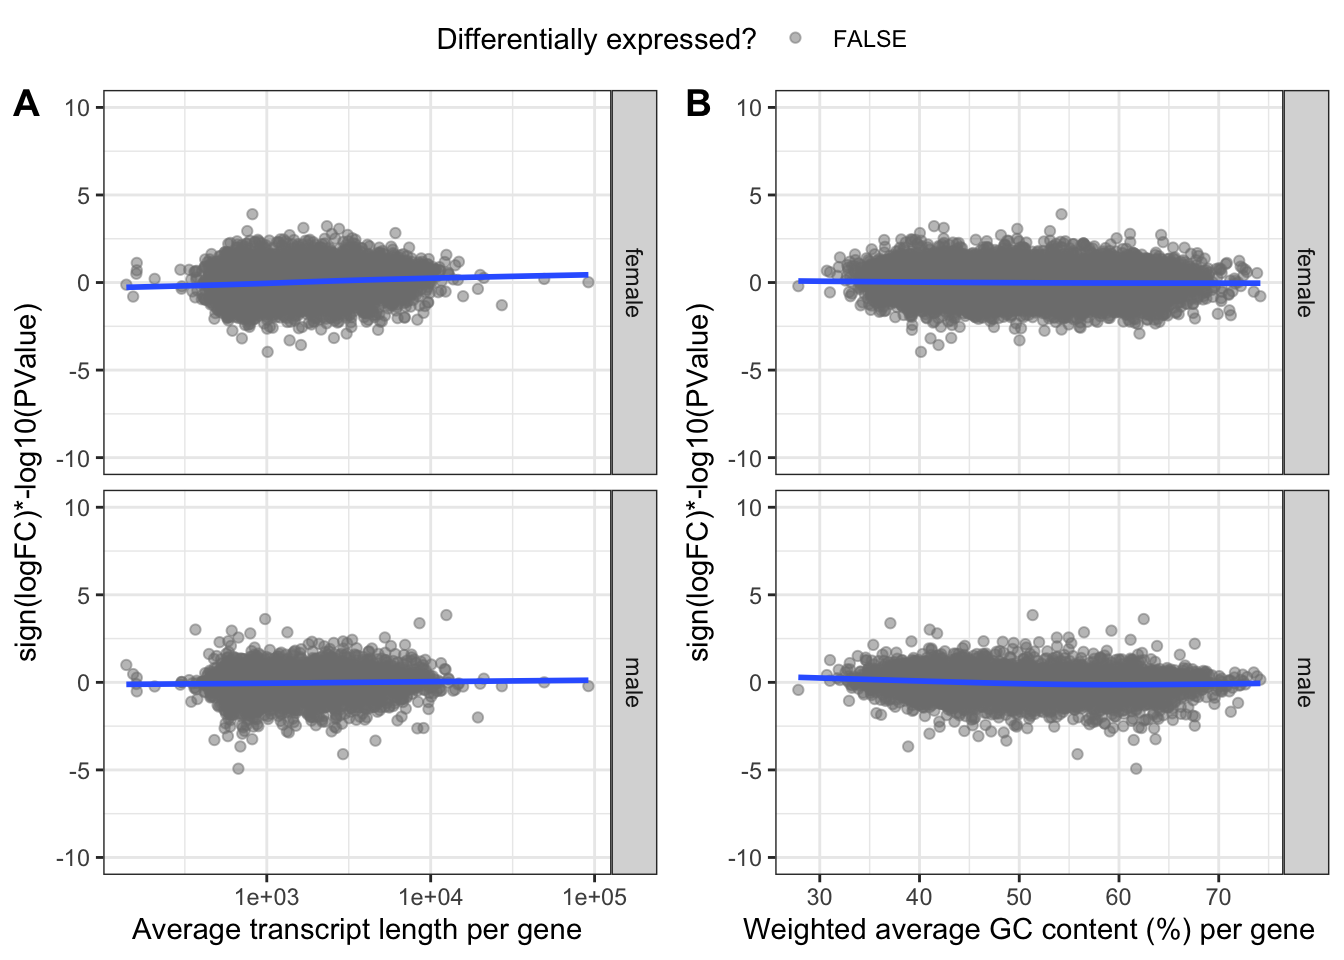 Differentially expressed? FALSE
A
sign(logFC)*-log10(PValue)
10
5
0
-5
-10
female
10
5
0
-5
-10
male
1e+03 1e+04 1e+05
Average transcript length per gene
B
sign(logFC)*-log10(PValue)
10
5
0
-5
-10
female
10
5
0
-5
-10
male
30 40 50 60 70
Weighted average GC content (%) per gene